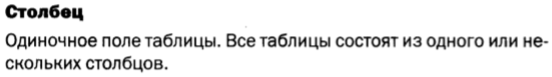 Столбец
Одиночное поле таблицы. Все таблицы состоят из одного или не-
скольких столбцов.